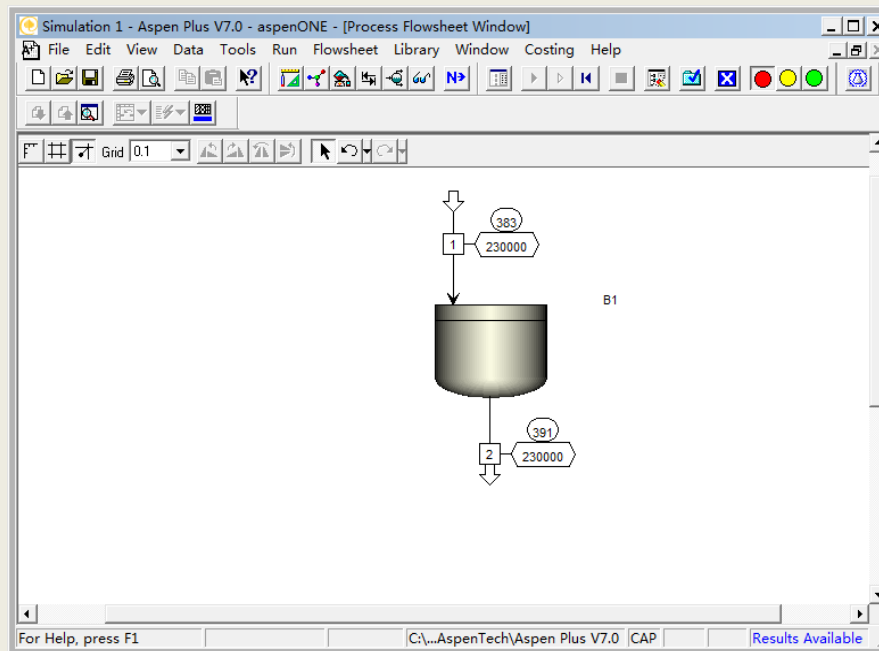 Simulation 1 - Aspen Plus V7.0 - aspenONE - [Process Flowsheet Window]
File Edit View Data Tools Run Flowsheet Library Window Costing Help
N>
Grid 0.1
383
1 230000
B1
391
2 230000
For Help, press F1 C:\...AspenTech\Aspen Plus V7.0 CAP Results Available